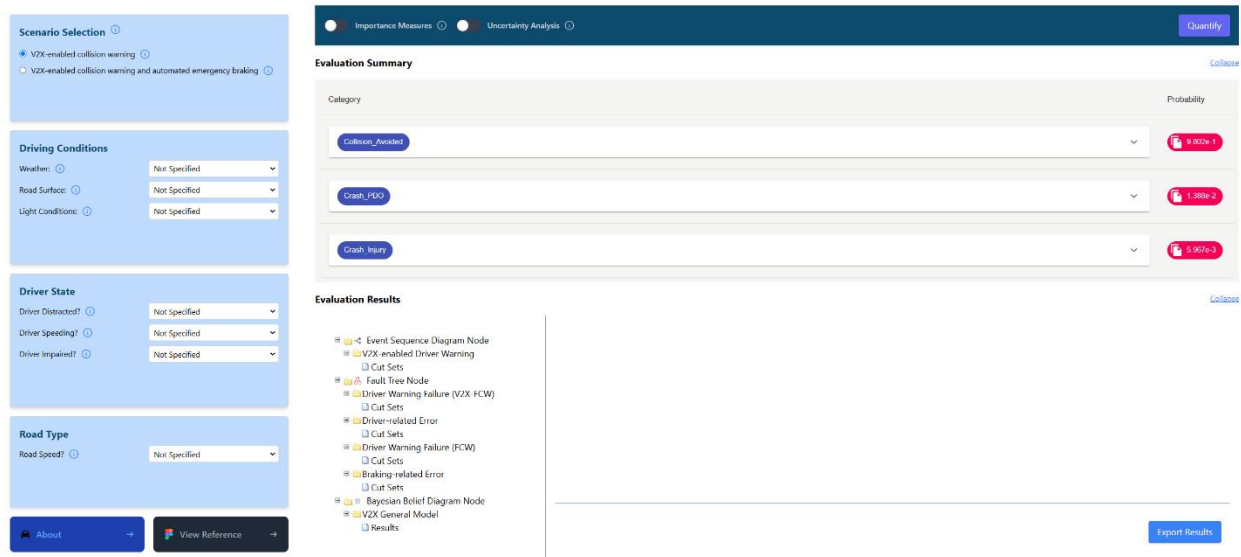 Scenario Selection
V2X-enabled collision warning
V2X-enabled collision warning and automated emergency braking
Driving Conditions
Weather: Not Specified
Road Surface: Not Specified
Light Conditions: Not Specified
Driver State
Driver Distracted? Not Specified
Driver Speeding? Not Specified
Driver Impaired? Not Specified
Road Type
Road Speed? Not Specified
About → View Reference →
Importance Measures Uncertainty Analysis Quantify
Evaluation Summary Collapse
Category Probability
Collision_Avoided 9.802e-1
Crash_PDO 1.388e-2
Crash_Injury 5.967e-3
Evaluation Results Collapse
Event Sequence Diagram Node
V2X-enabled Driver Warning
Cut Sets
Fault Tree Node
Driver Warning Failure (V2X-FCW)
Cut Sets
Driver-related Error
Cut Sets
Driver Warning Failure (FCW)
Cut Sets
Braking-related Error
Cut Sets
Bayesian Belief Diagram Node
V2X General Model
Results
Export Results